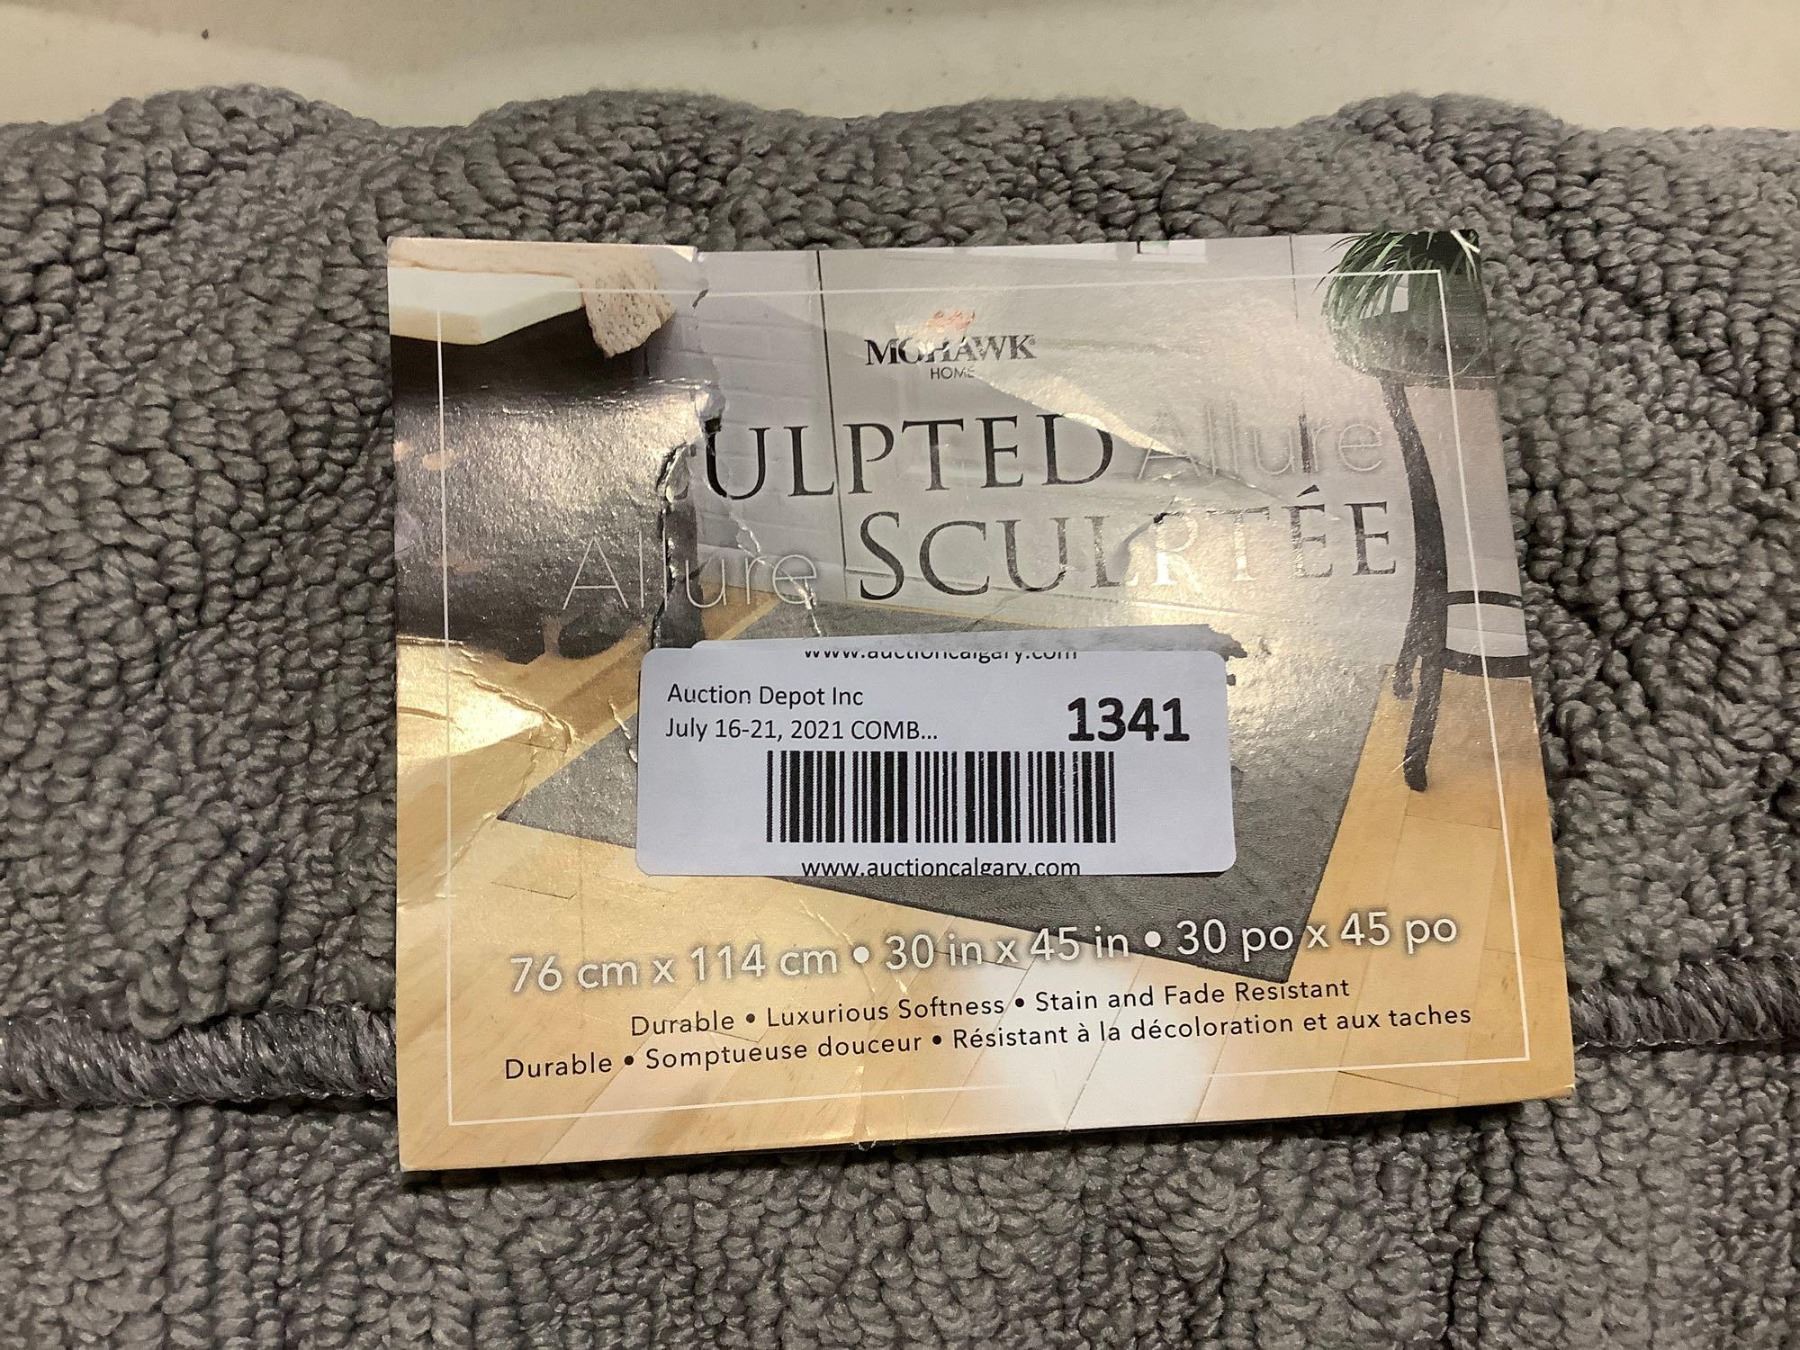 MOHAWK
HOME
SCULPTED Allure
Allure SCULPTÉE
www.auctioncalgary.com
Auction Depot Inc
July 16-21, 2021 COMB...
1341
www.auctioncalgary.com
76 cm x 114 cm • 30 in x 45 in • 30 po x 45 po
Durable • Luxurious Softness • Stain and Fade Resistant
Durable • Somptueuse douceur • Résistant à la décoloration et aux taches